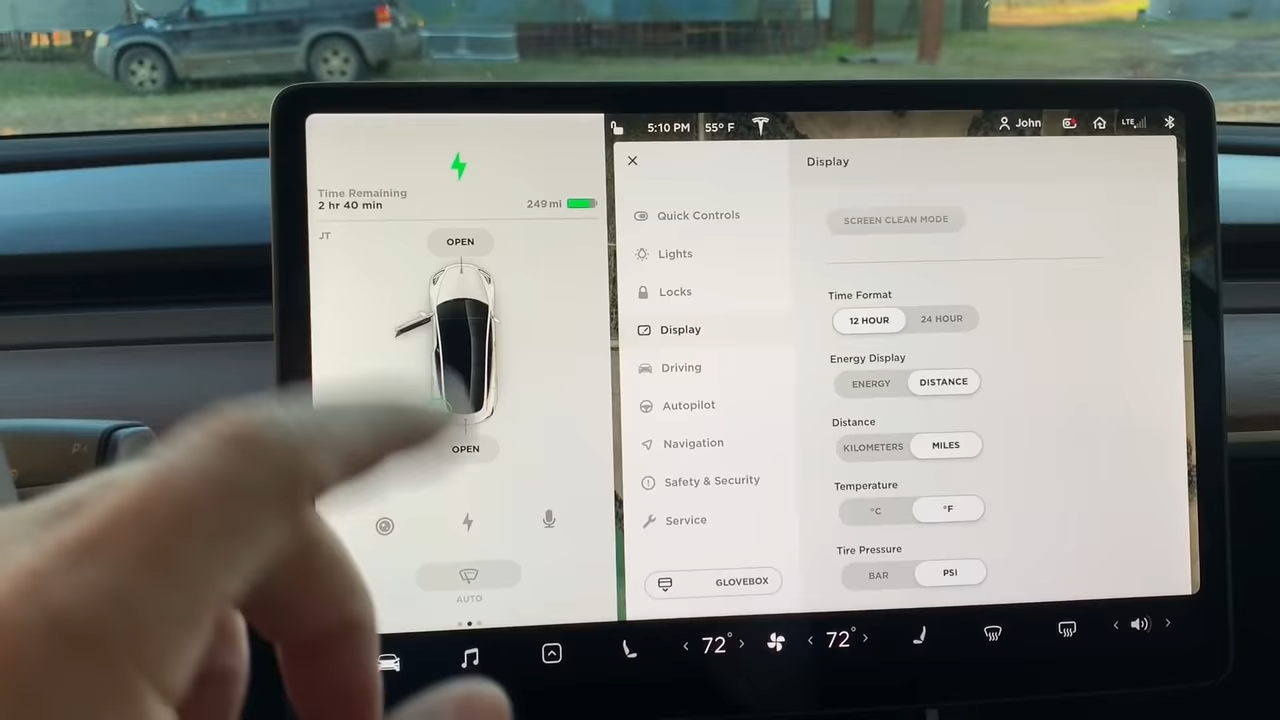 5:10 PM 55° F John LTE
Time Remaining
2 hr 40 min
249 mi
JT
OPEN
OPEN
AUTO
Display
Quick Controls
Lights
Locks
Display
Driving
Autopilot
Navigation
Safety & Security
Service
GLOVEBOX
SCREEN CLEAN MODE
Time Format
12 HOUR 24 HOUR
Energy Display
ENERGY DISTANCE
Distance
KILOMETERS MILES
Temperature
°C °F
Tire Pressure
BAR PSI
72° 72°
P